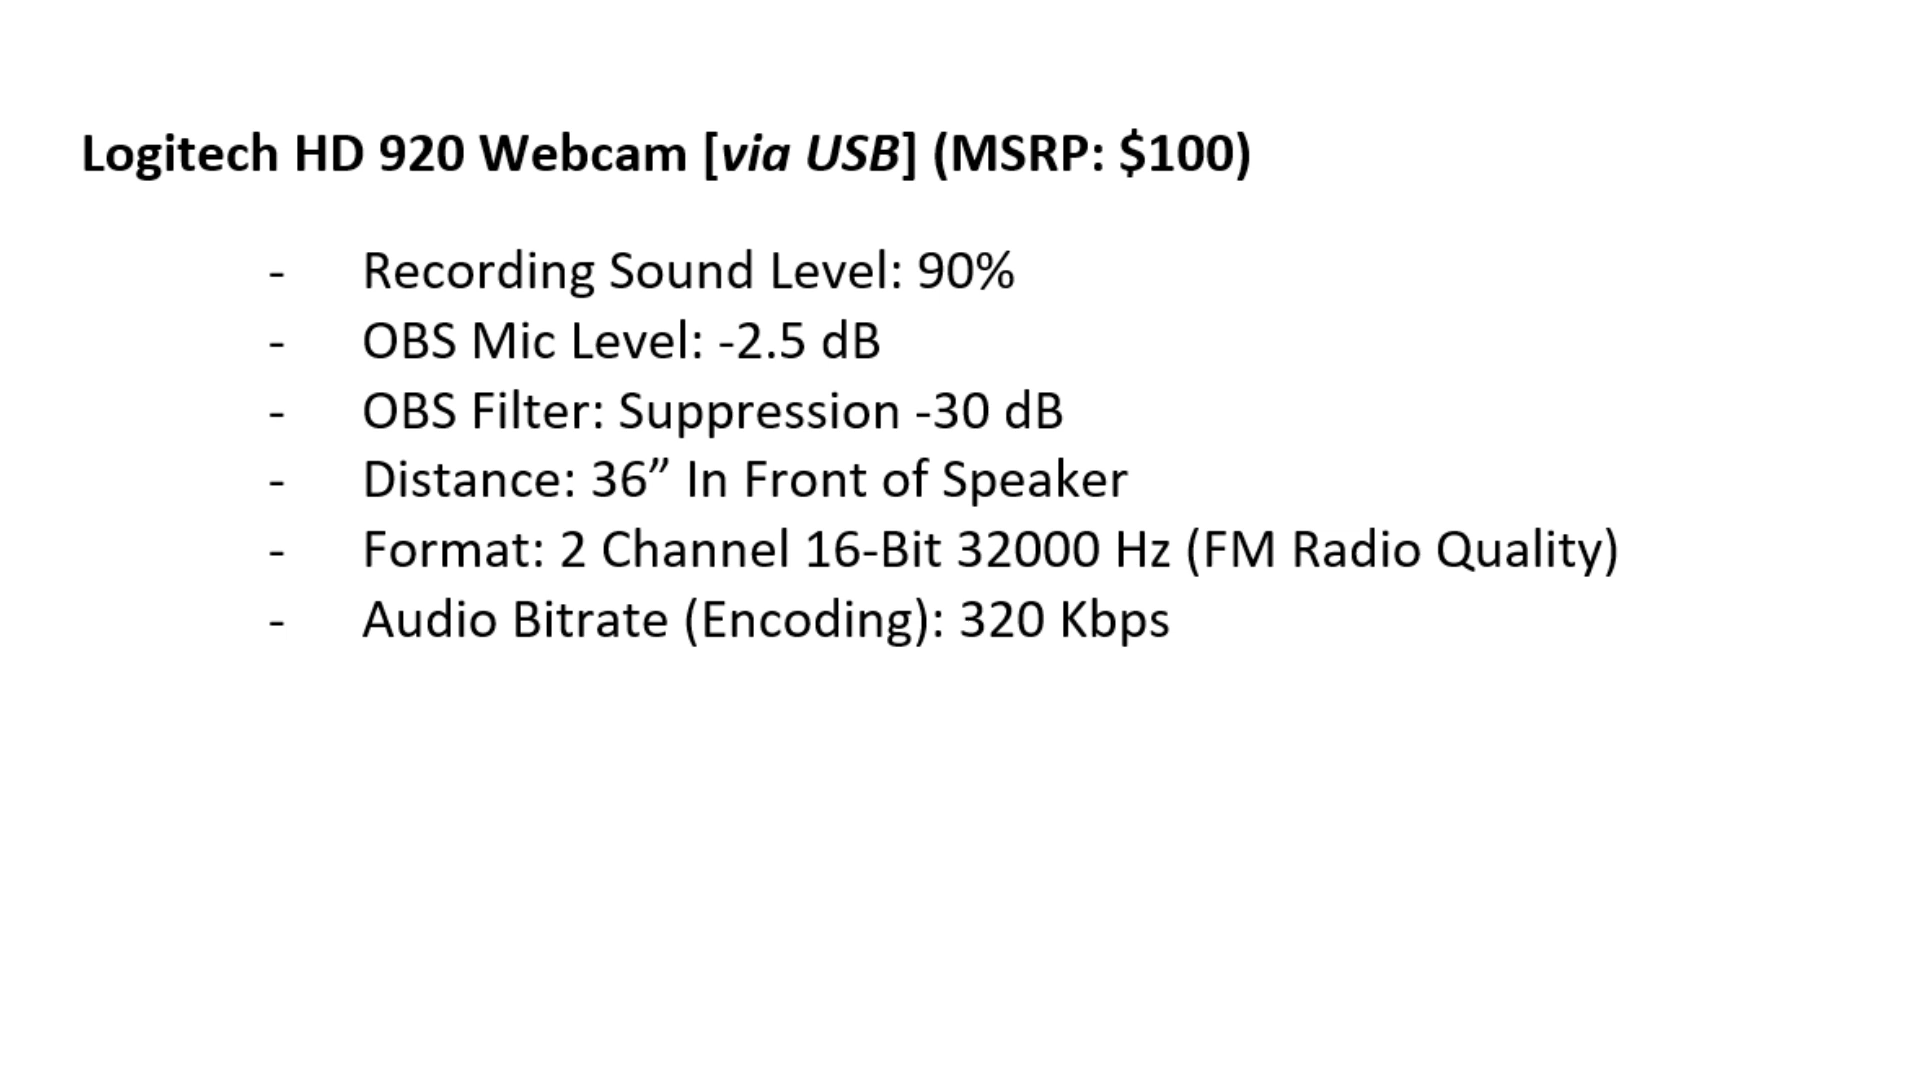 Logitech HD 920 Webcam [via USB] (MSRP: $100)
- Recording Sound Level: 90%
- OBS Mic Level: -2.5 dB
- OBS Filter: Suppression -30 dB
- Distance: 36” In Front of Speaker
- Format: 2 Channel 16-Bit 32000 Hz (FM Radio Quality)
- Audio Bitrate (Encoding): 320 Kbps